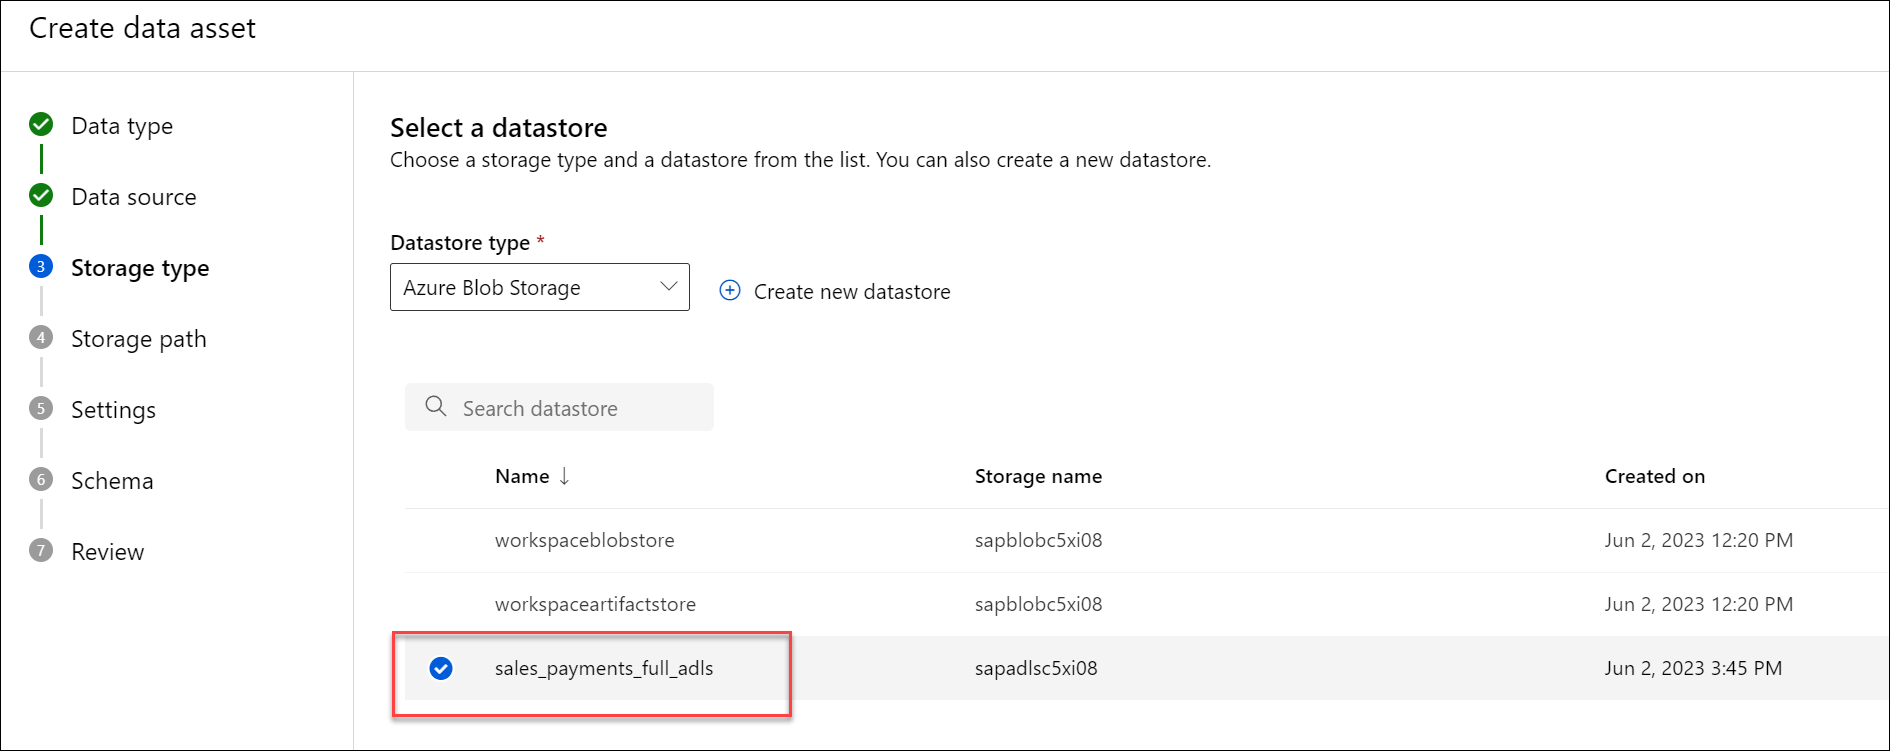 Create data asset
Data type
Data source
3 Storage type
4 Storage path
5 Settings
6 Schema
7 Review
Select a datastore
Choose a storage type and a datastore from the list. You can also create a new datastore.
Datastore type *
Azure Blob Storage
Create new datastore
Search datastore
Name ↓ Storage name Created on
workspaceblobstore sapblobc5xi08 Jun 2, 2023 12:20 PM
workspaceartifactstore sapblobc5xi08 Jun 2, 2023 12:20 PM
sales_payments_full_adls sapadlsc5xi08 Jun 2, 2023 3:45 PM